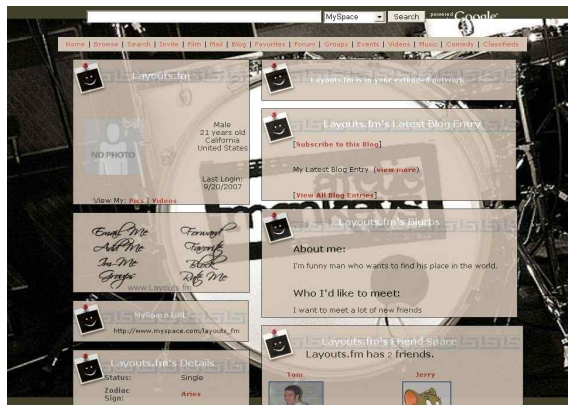 MySpace
Search
powered
Google
Home | Browse | Search | Invite | Film | Mail | Blog | Favorites | Forum | Groups | Events | Videos | Music | Comedy | Classifieds
Layouts.fm
NO PHOTO
Male
21 years old
California
United States
Last Login:
9/20/2007
View My: Pics | Videos
Email Me
Forward
Add Me
Favorite
Im Me
Block
Groups
Rate Me
www.Layouts.fm
MySpace URL:
http://www.myspace.com/layouts_fm
Layouts.fm's Details
Status: Single
Zodiac Sign: Aries
Layouts.fm is in your extended network
Layouts.fm's Latest Blog Entry
[Subscribe to this Blog]
My Latest Blog Entry (view more)
[View All Blog Entries]
Layouts.fm's Blurbs
About me:
I'm funny man who wants to find his place in the world.
Who I'd like to meet:
I want to meet a lot of new friends
Layouts.fm's Friend Space
Layouts.fm has 2 friends.
Tom
Jerry